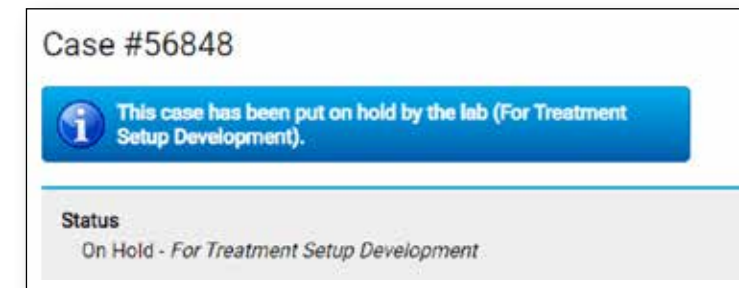 Case #56848
This case has been put on hold by the lab (For Treatment
Setup Development).
Status
On Hold - For Treatment Setup Development